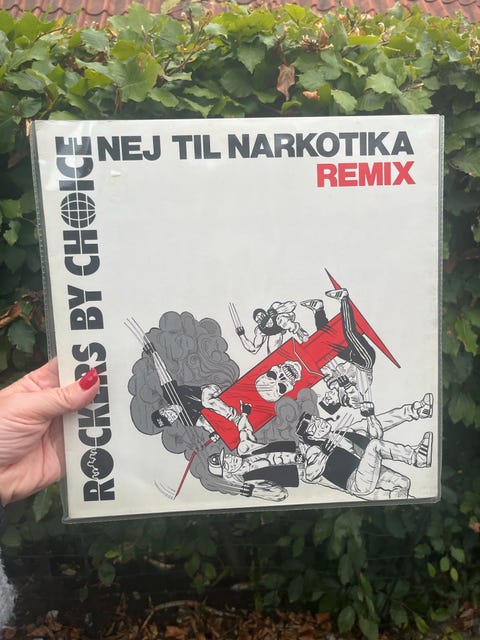 NEJ TIL NARKOTIKA
REMIX
ROCKERS BY CHOICE